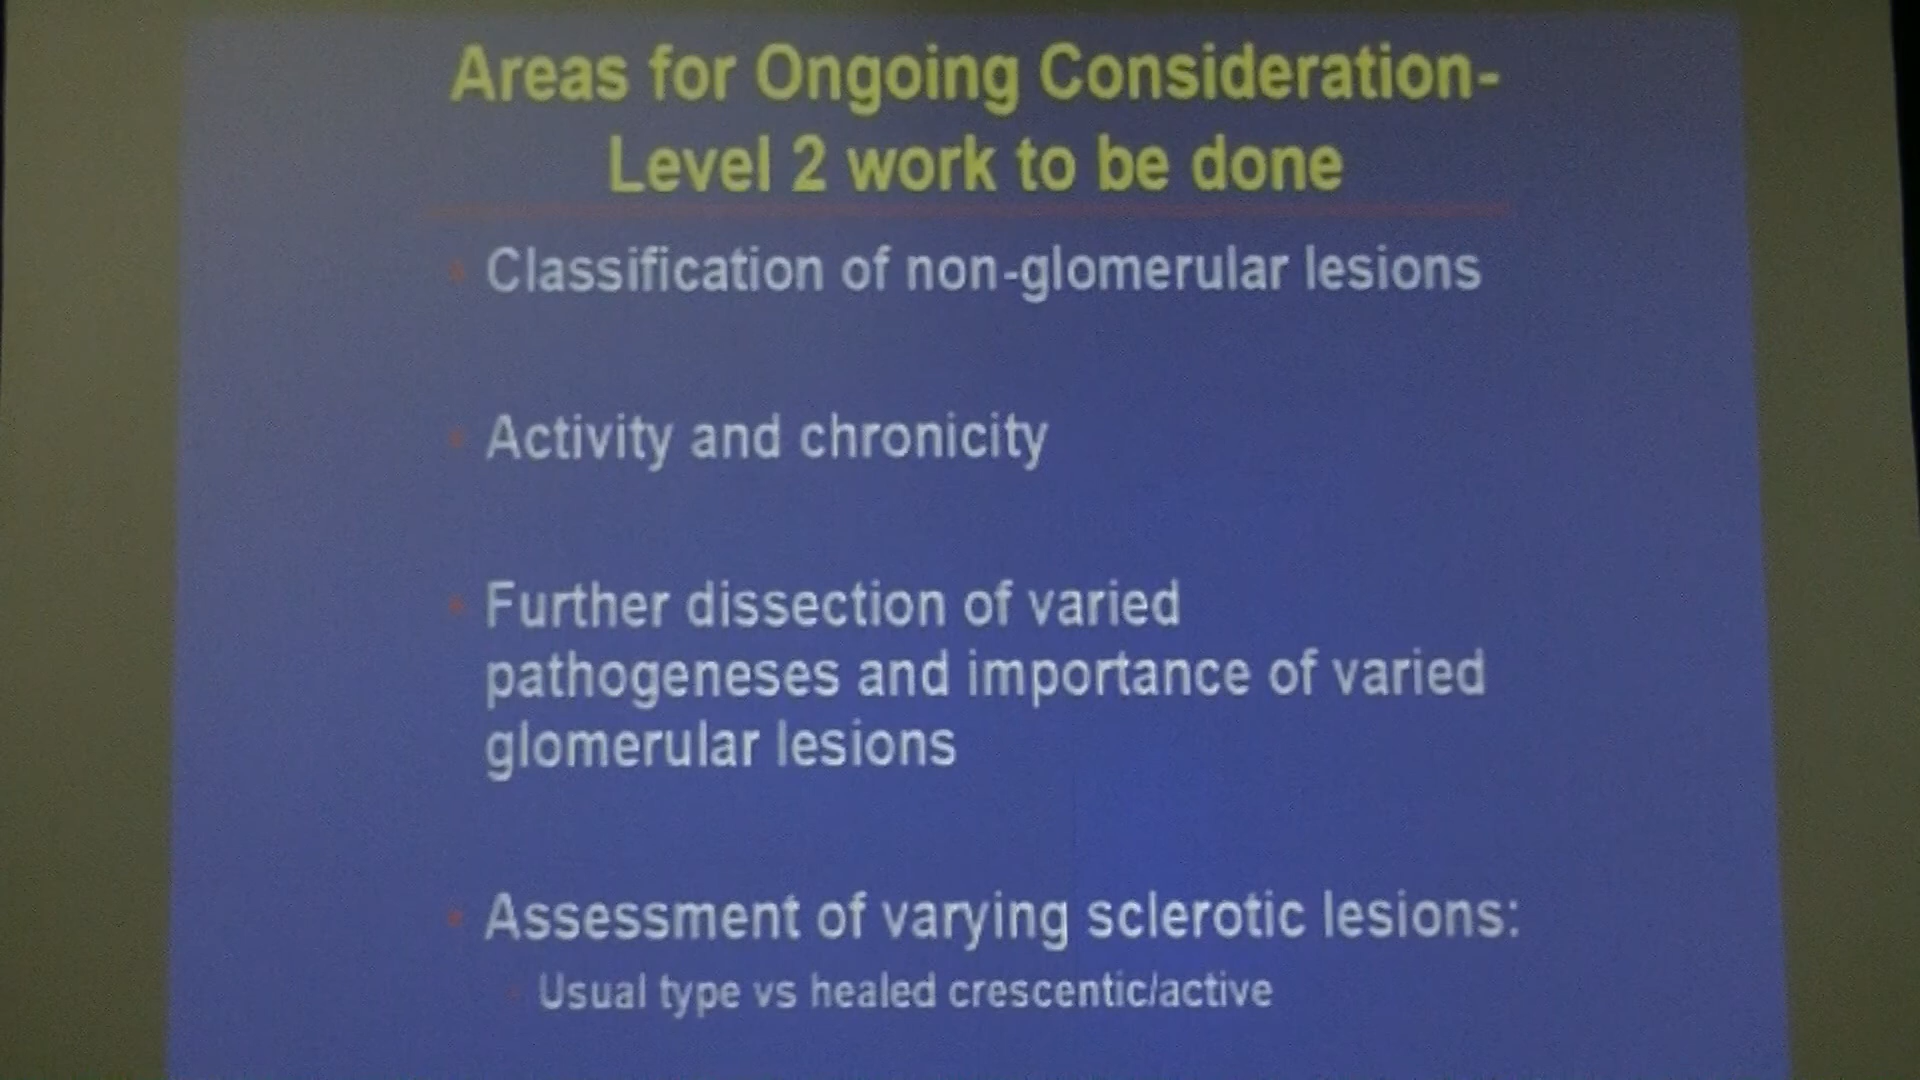 Areas for Ongoing Consideration-
Level 2 work to be done
Classification of non-glomerular lesions
Activity and chronicity
Further dissection of varied
pathogeneses and importance of varied
glomerular lesions
Assessment of varying sclerotic lesions:
Usual type vs healed crescentic/active